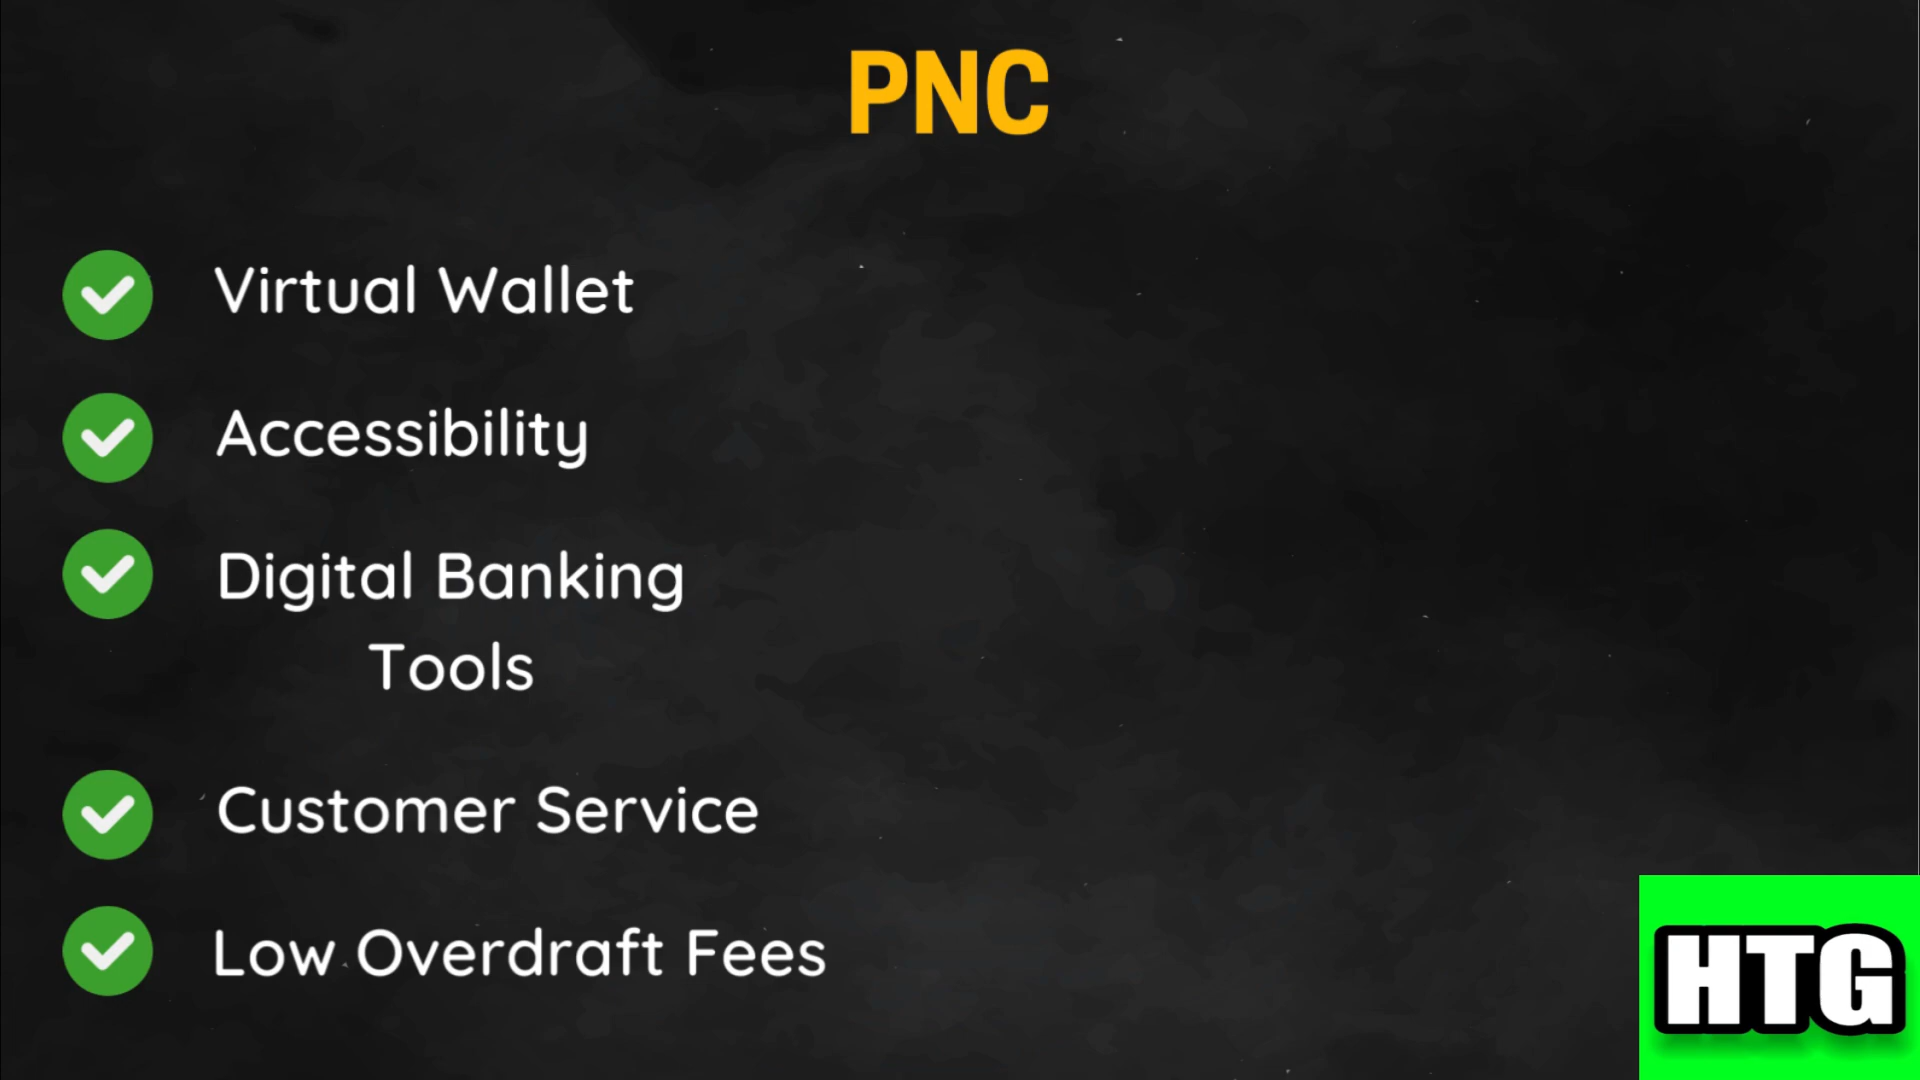 PNC
Virtual Wallet
Accessibility
Digital Banking
Tools
Customer Service
Low Overdraft Fees
HTG